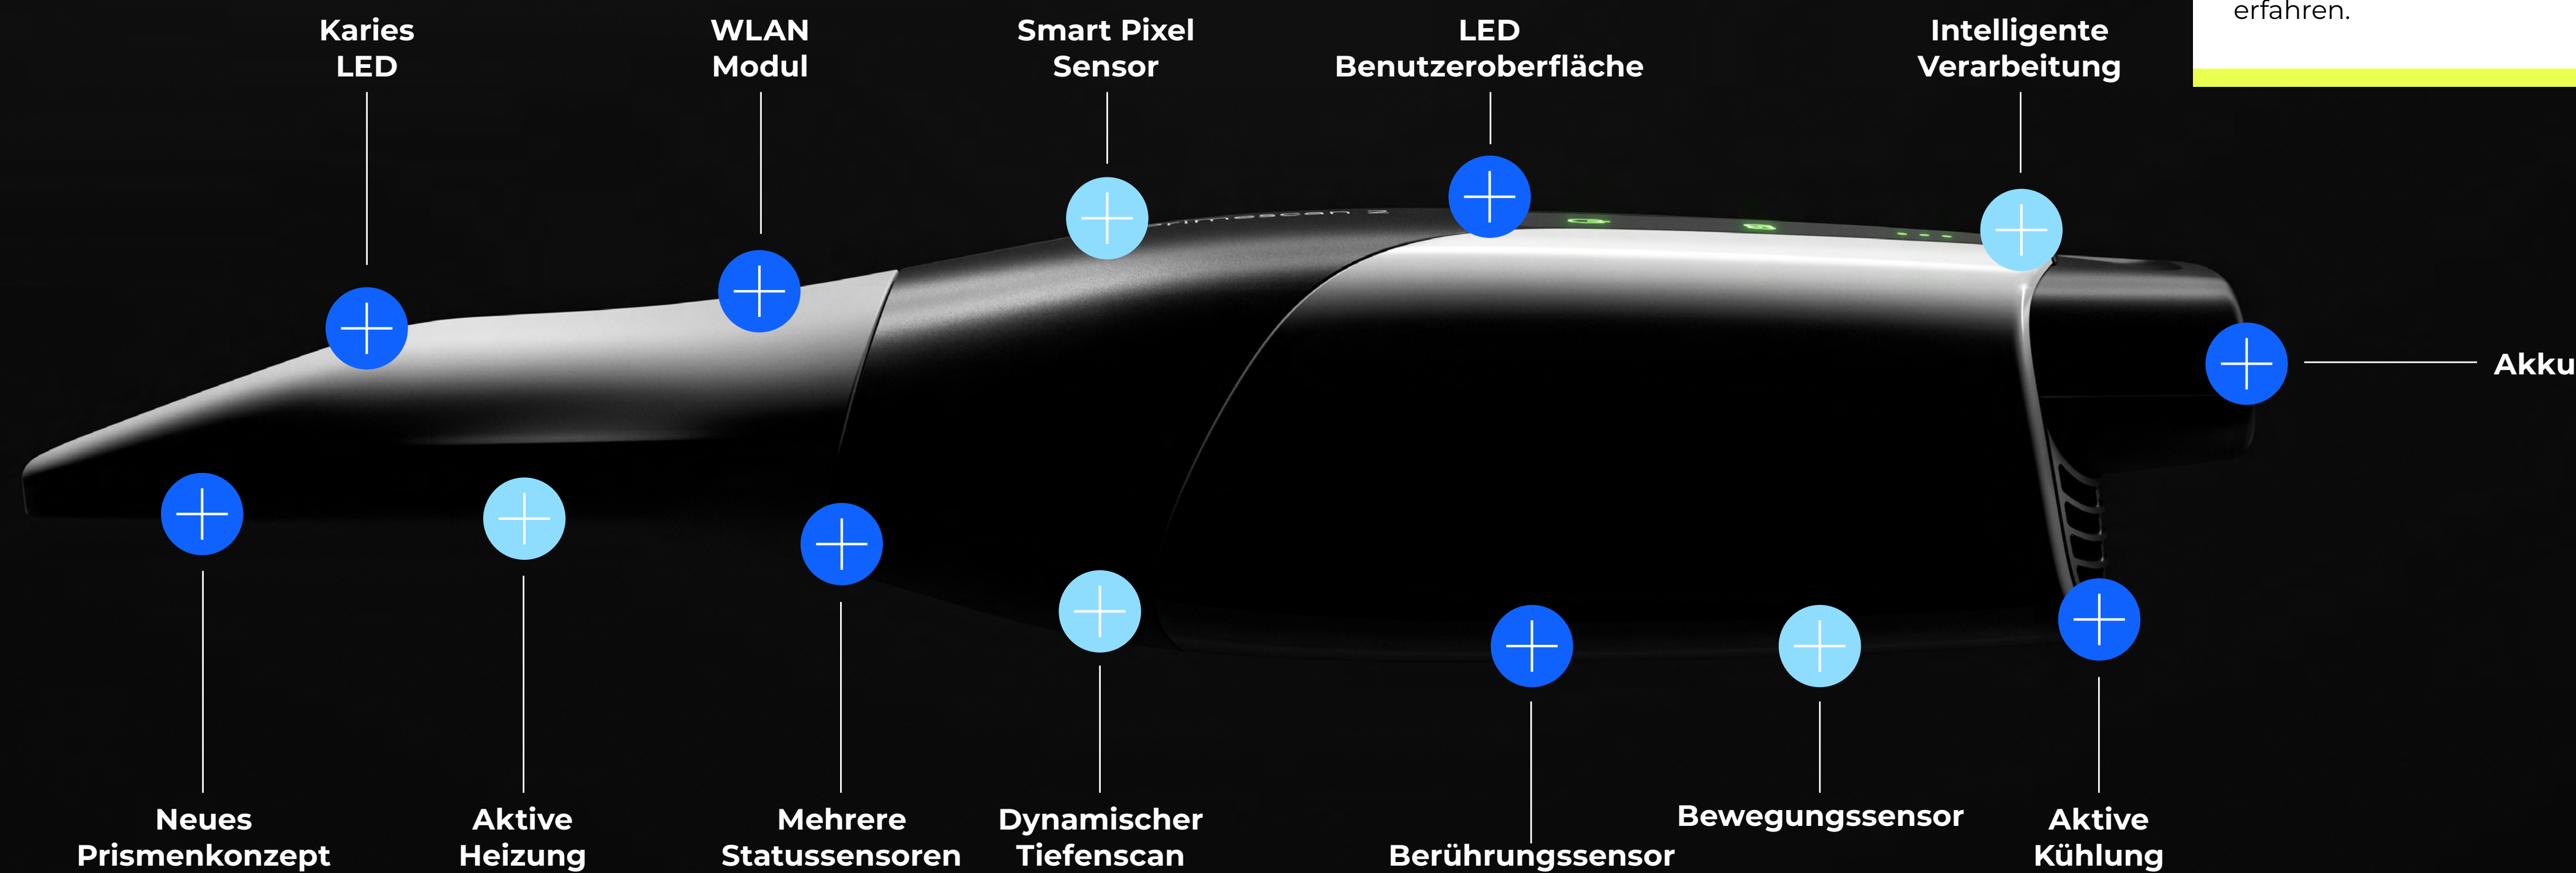 erfahren.
Karies
LED
WLAN
Modul
Smart Pixel
Sensor
LED
Benutzeroberfläche
Intelligente
Verarbeitung
Akku
Neues
Prismenkonzept
Aktive
Heizung
Mehrere
Statussensoren
Dynamischer
Tiefenscan
Berührungssensor
Bewegungssensor
Aktive
Kühlung